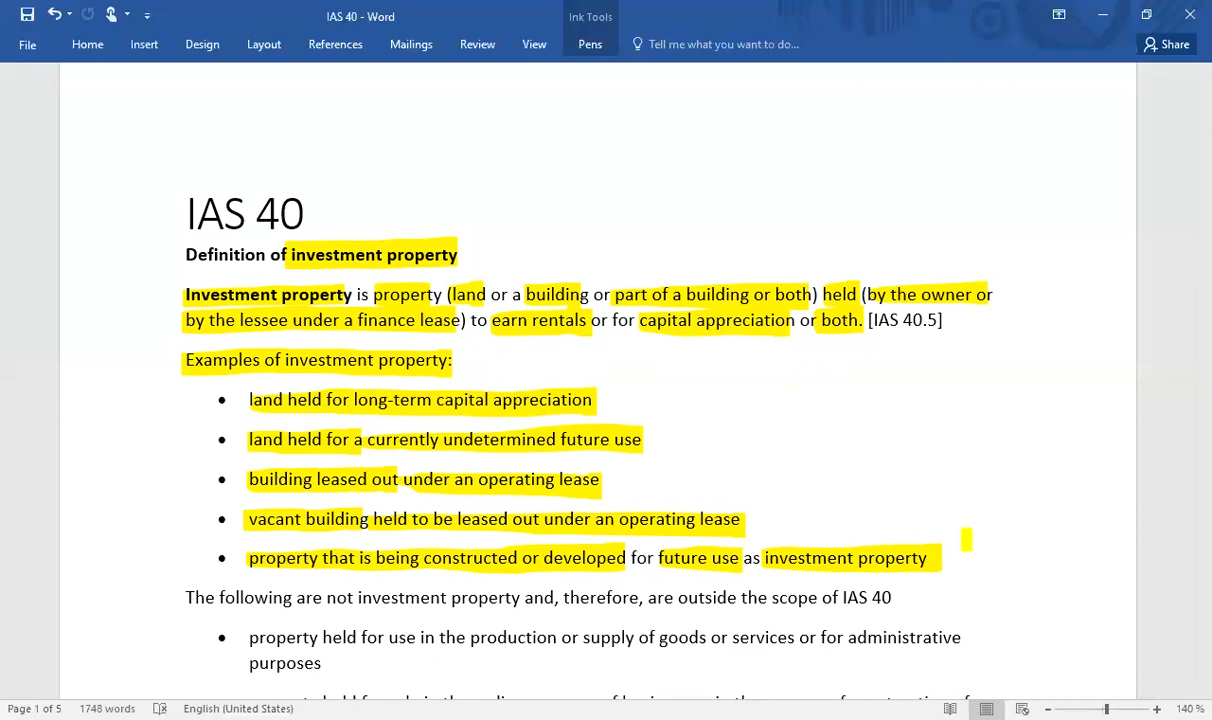 IAS 40 - Word
Ink Tools
File
Home
Insert
Design
Layout
References
Mailings
Review
View
Pens
Tell me what you want to do...
Share
IAS 40
Definition of investment property
Investment property is property (land or a building or part of a building or both) held (by the owner or
by the lessee under a finance lease) to earn rentals or for capital appreciation or both. [IAS 40.5]
Examples of investment property:
• land held for long-term capital appreciation
• land held for a currently undetermined future use
• building leased out under an operating lease
• vacant building held to be leased out under an operating lease
• property that is being constructed or developed for future use as investment property
The following are not investment property and, therefore, are outside the scope of IAS 40
• property held for use in the production or supply of goods or services or for administrative
purposes
Page 1 of 5
1748 words
English (United States)
140 %